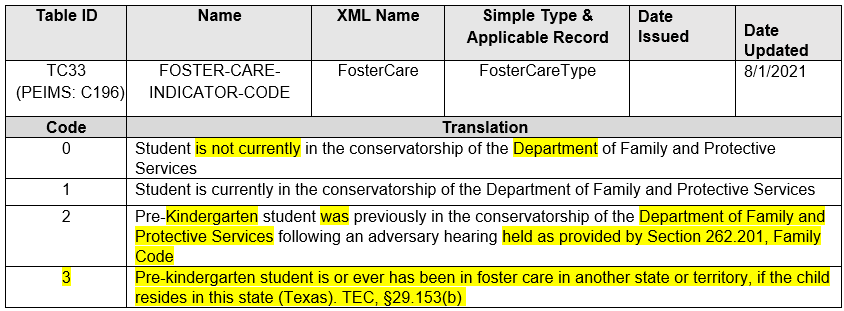 Table ID Name XML Name Simple Type & Applicable Record Date Issued Date Updated
TC33 (PEIMS: C196) FOSTER-CARE-INDICATOR-CODE FosterCare FosterCareType 8/1/2021
Code Translation
0 Student is not currently in the conservatorship of the Department of Family and Protective
Services
1 Student is currently in the conservatorship of the Department of Family and Protective Services
2 Pre-Kindergarten student was previously in the conservatorship of the Department of Family and
Protective Services following an adversary hearing held as provided by Section 262.201, Family
Code
3 Pre-kindergarten student is or ever has been in foster care in another state or territory, if the child
resides in this state (Texas). TEC, §29.153(b)